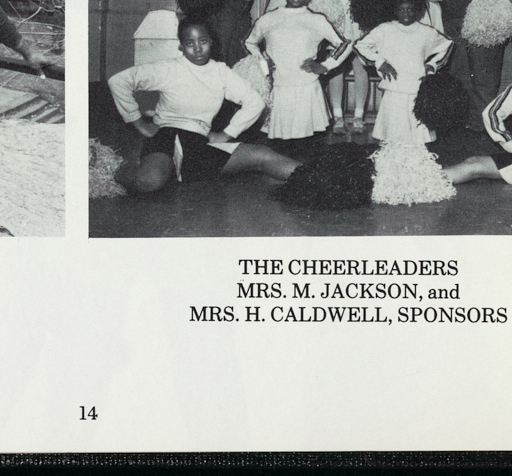 THE CHEERLEADERS
MRS. M. JACKSON, and
MRS. H. CALDWELL, SPONSORS
14